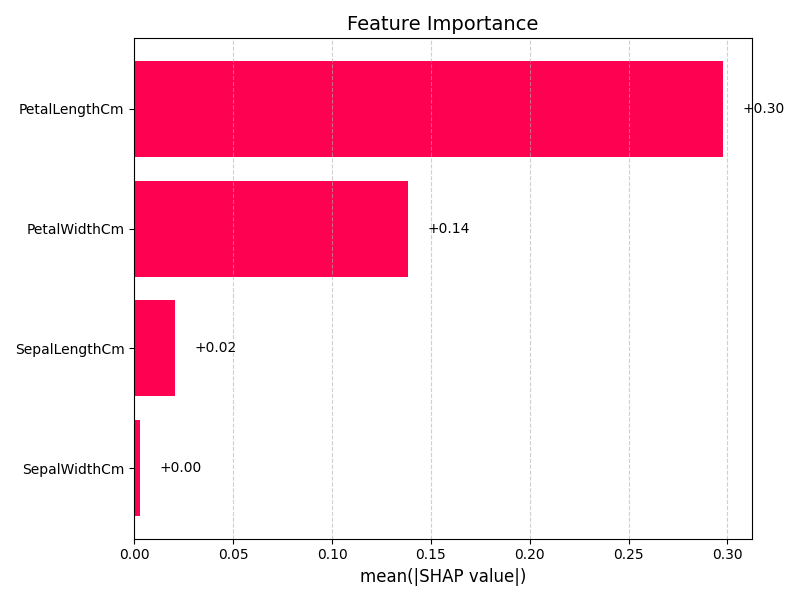 Feature Importance
PetalLengthCm
+0.30
PetalWidthCm
+0.14
SepalLengthCm
+0.02
SepalWidthCm
+0.00
0.00 0.05 0.10 0.15 0.20 0.25 0.30
mean(|SHAP value|)